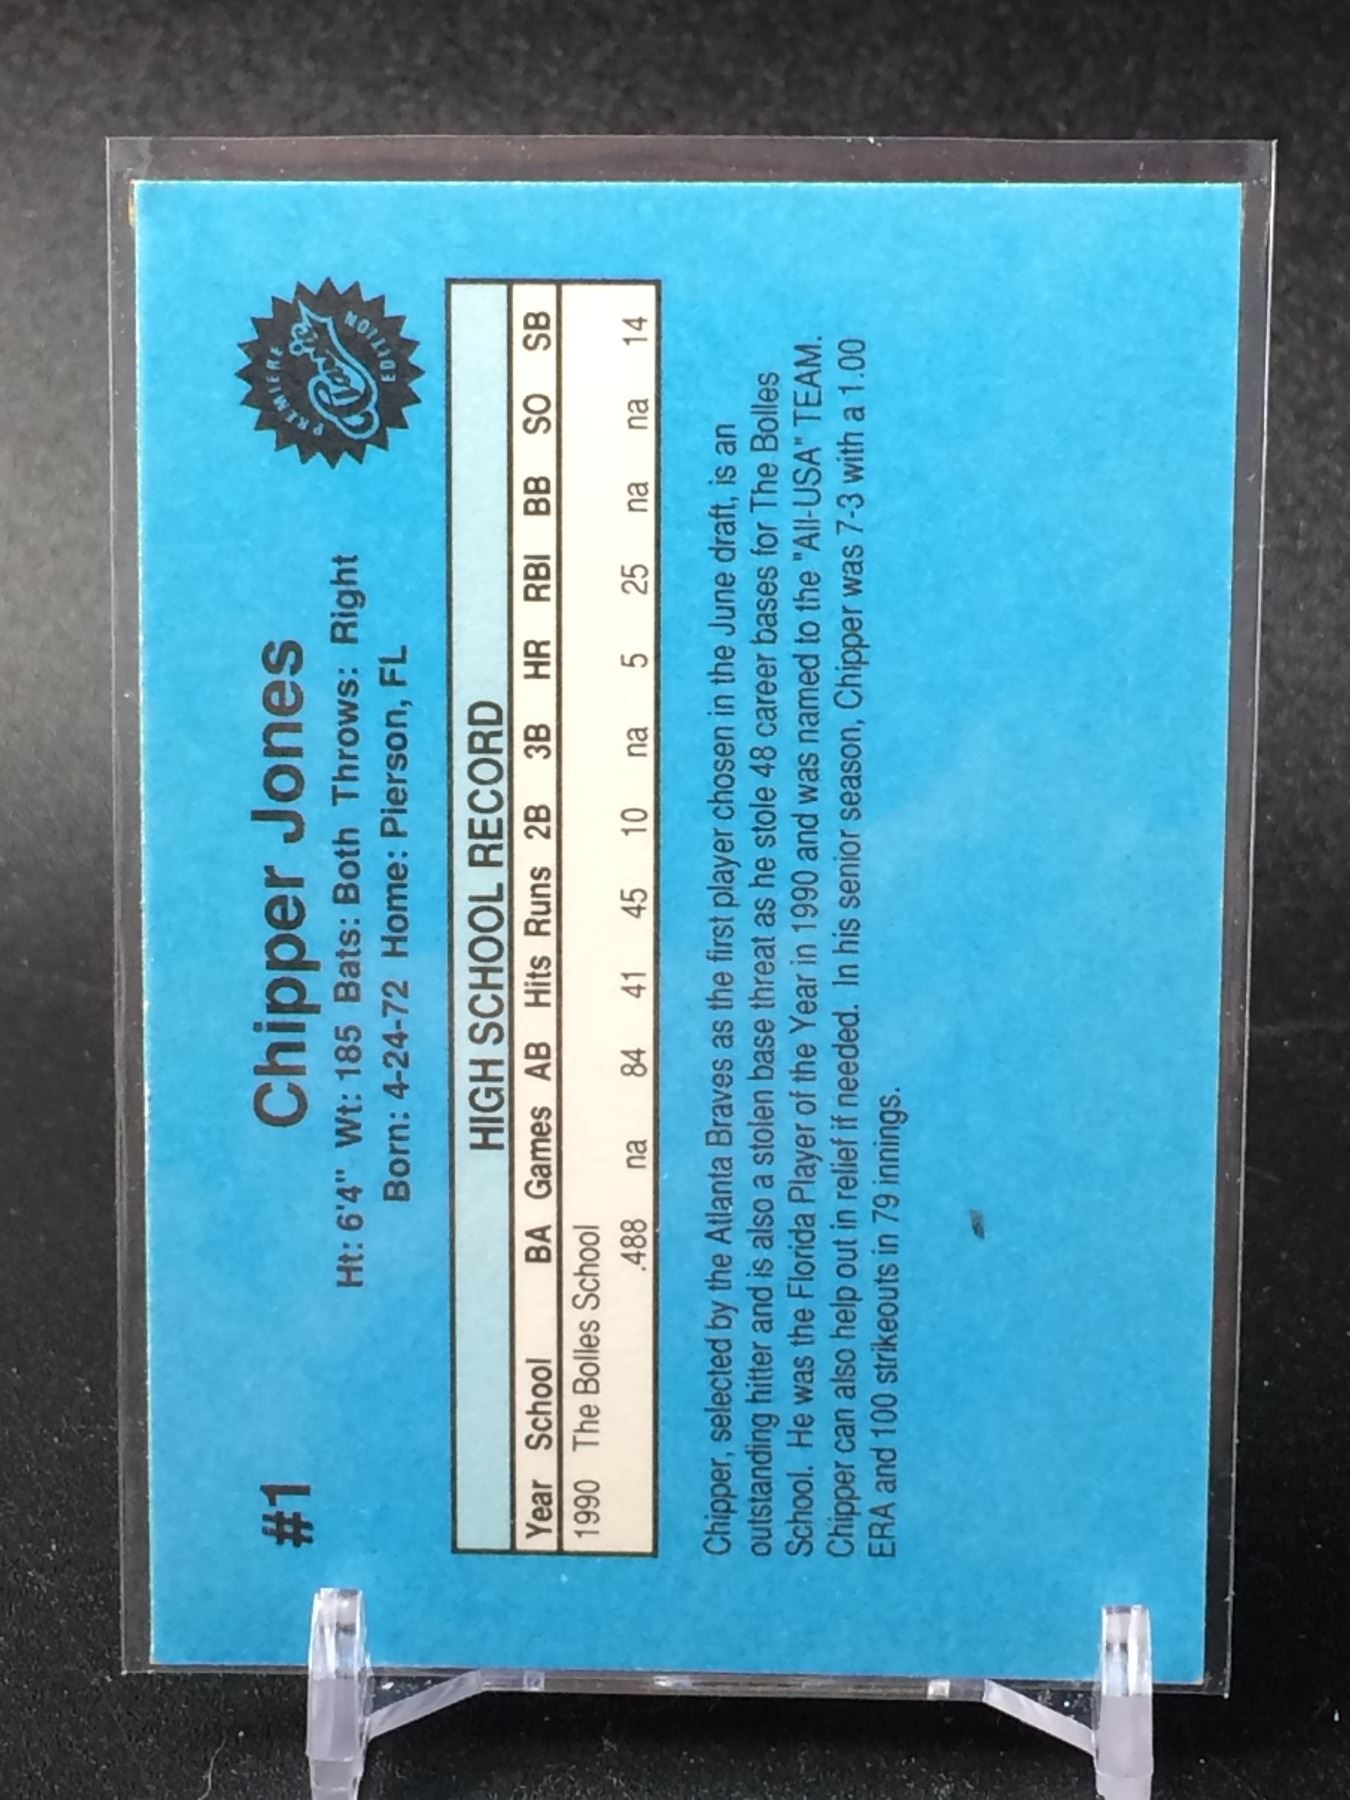 #1
Chipper Jones
PREMIERE Classic EDITION
Ht: 6'4" Wt: 185 Bats: Both Throws: Right
Born: 4-24-72 Home: Pierson, FL
HIGH SCHOOL RECORD
Year School BA Games AB Hits Runs 2B 3B HR RBI BB SO SB
1990 The Bolles School
.488 na 84 41 45 10 na 5 25 na na 14
Chipper, selected by the Atlanta Braves as the first player chosen in the June draft, is an
outstanding hitter and is also a stolen base threat as he stole 48 career bases for The Bolles
School. He was the Florida Player of the Year in 1990 and was named to the "All-USA" TEAM.
Chipper can also help out in relief if needed. In his senior season, Chipper was 7-3 with a 1.00
ERA and 100 strikeouts in 79 innings.